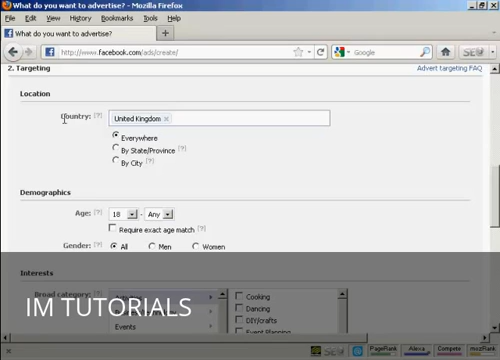 What do you want to advertise? - Mozilla Firefox
File Edit View History Bookmarks Tools Help
What do you want to advertise?
http://www.facebook.com/ads/create/
Google
2. Targeting
Advert targeting FAQ
Location
Country: [?]
United Kingdom ×
Everywhere
By State/Province [?]
By City [?]
Demographics
Age: [?]
18 - Any
Require exact age match [?]
Gender: [?]
All Men Women
Interests
Broad category: [?]
Cooking
Dancing
DIY/crafts
Event Planning
Events
IM TUTORIALS
PageRank
Alexa
Compete